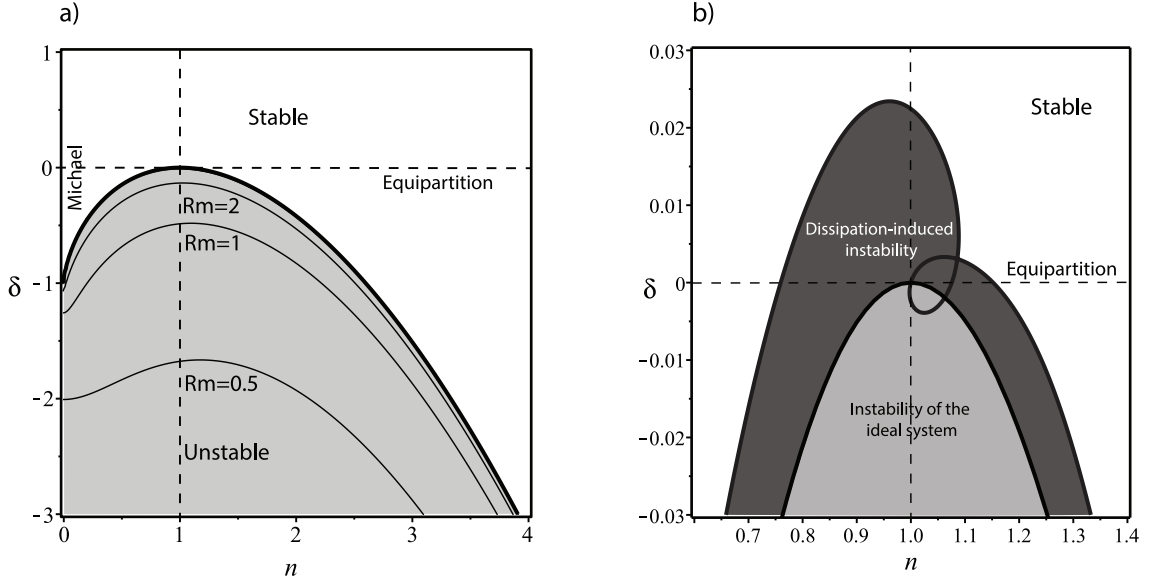 a)
1
0
−1
−2
−3
δ
Michael
Stable
Equipartition
Rm=2
Rm=1
Rm=0.5
Unstable
0
1
2
3
4
n
b)
0.03
0.02
0.01
0
−0.01
−0.02
−0.03
δ
Stable
Dissipation-induced
instability
Equipartition
Instability of the
ideal system
0.7
0.8
0.9
1.0
1.1
1.2
1.3
1.4
n